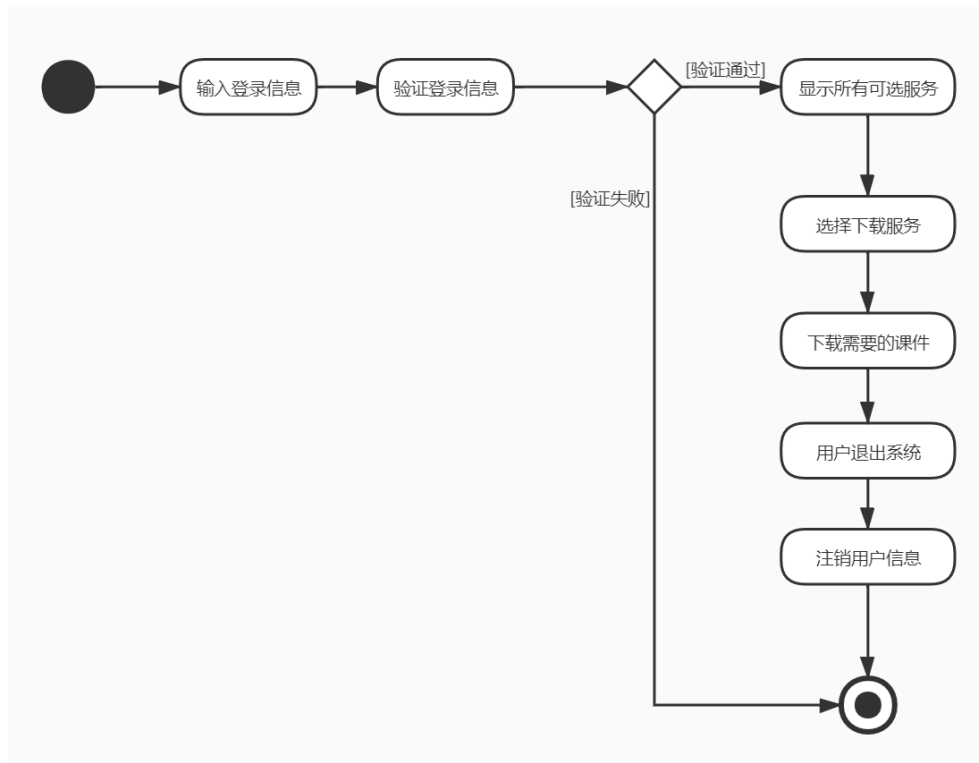 输入登录信息
验证登录信息
[验证通过]
显示所有可选服务
[验证失败]
选择下载服务
下载需要的课件
用户退出系统
注销用户信息